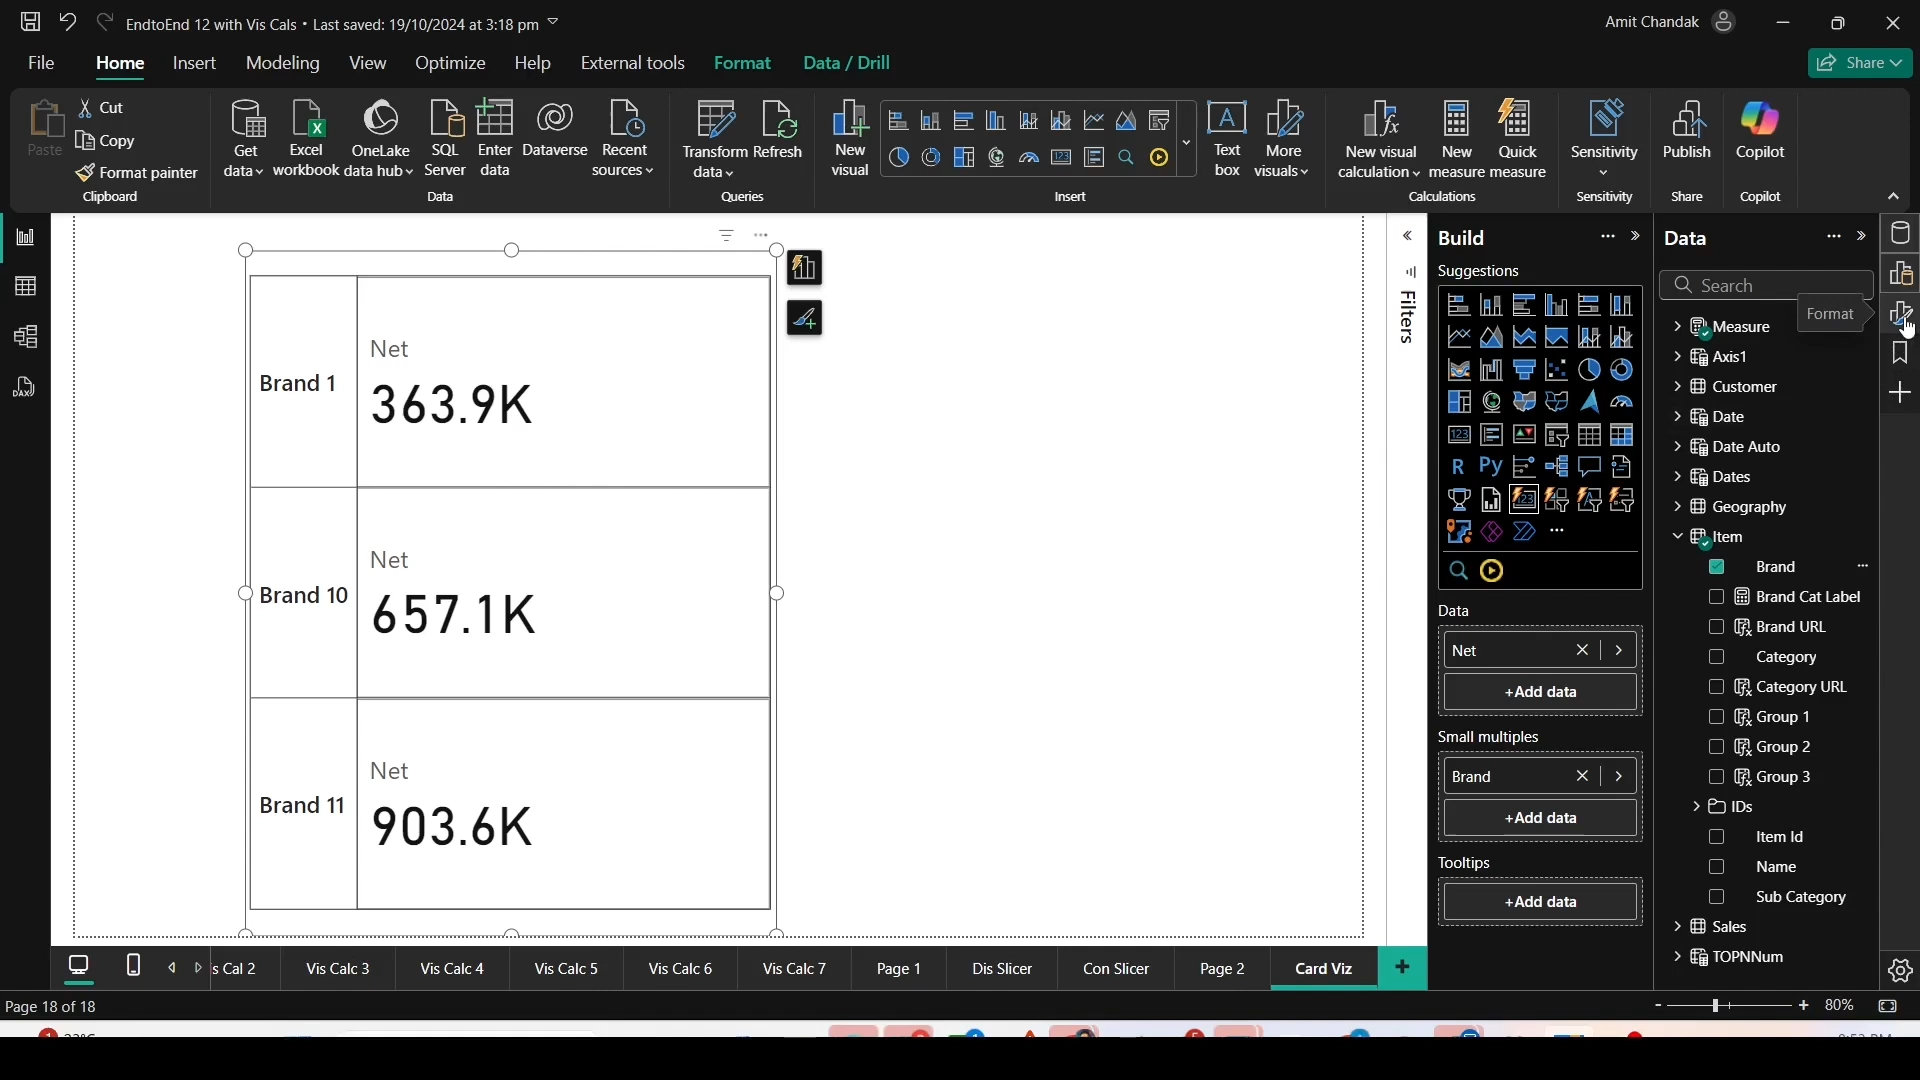 EndtoEnd 12 with Vis Cals • Last saved: 19/10/2024 at 3:18 pm
Amit Chandak
File Home Insert Modeling View Optimize Help External tools Format Data / Drill
Share
Paste
Cut
Copy
Format painter
Clipboard
Get data
Excel workbook
OneLake data hub
SQL Server
Enter data
Dataverse
Recent sources
Data
Transform data
Refresh
Queries
New visual
Text box
More visuals
Insert
New visual calculation
New measure
Quick measure
Calculations
Sensitivity
Sensitivity
Publish
Share
Copilot
Copilot
Brand 1
Net
363.9K
Brand 10
Net
657.1K
Brand 11
Net
903.6K
Filters
Build
Suggestions
R Py
Data
Net
+Add data
Small multiples
Brand
+Add data
Tooltips
+Add data
Data
Search
Format
Measure
Axis1
Customer
Date
Date Auto
Dates
Geography
Item
Brand
Brand Cat Label
Brand URL
Category
Category URL
Group 1
Group 2
Group 3
IDs
Item Id
Name
Sub Category
Sales
TOPNNum
DAX
s Cal 2 Vis Calc 3 Vis Calc 4 Vis Calc 5 Vis Calc 6 Vis Calc 7 Page 1 Dis Slicer Con Slicer Page 2 Card Viz
Page 18 of 18
80%